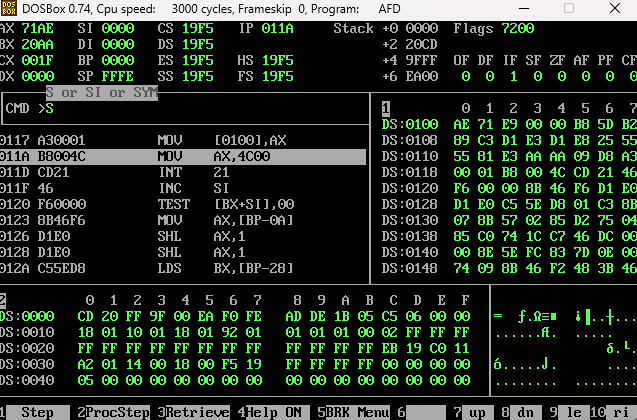 DOSBox 0.74, Cpu speed: 3000 cycles, Frameskip 0, Program: AFD
AX 71AE SI 0000 CS 19F5 IP 011A Stack +0 0000 Flags 7200
BX 20AA DI 0000 DS 19F5 +2 20CD
CX 001F BP 0000 ES 19F5 HS 19F5 +4 9FFF OF DF IF SF ZF AF PF CF
DX 0000 SP FFFE SS 19F5 FS 19F5 +6 EA00 0 0 1 0 0 0 0 0
S or SI or SYM
CMD >S
1 0 1 2 3 4 5 6 7
DS:0100 AE 71 E9 00 00 B8 5D B2
0117 A30001 MOV [0100],AX DS:0108 89 C3 D1 E3 D1 E8 25 55
011A B8004C MOV AX,4C00 DS:0110 55 81 E3 AA AA 09 D8 A3
011D CD21 INT 21 DS:0118 00 01 B8 00 4C CD 21 46
011F 46 INC SI DS:0120 F6 00 00 8B 46 F6 D1 E0
0120 F60000 TEST [BX+SI],00 DS:0128 D1 E0 C5 5E D8 01 C3 8B
0123 8B46F6 MOV AX,[BP-0A] DS:0130 07 8B 57 02 85 D2 75 04
0126 D1E0 SHL AX,1 DS:0138 85 C0 74 1C C7 46 DC 00
0128 D1E0 SHL AX,1 DS:0140 00 8E 5E FC 83 7D 0E 00
012A C55ED8 LDS BX,[BP-28] DS:0148 74 09 8B 46 F2 48 3B 46
2 0 1 2 3 4 5 6 7 8 9 A B C D E F
DS:0000 CD 20 FF 9F 00 EA F0 FE AD DE 1B 05 C5 06 00 00
DS:0010 18 01 10 01 18 01 92 01 01 01 01 00 02 FF FF FF
DS:0020 FF FF FF FF FF FF FF FF FF FF FF FF EB 19 C0 11
DS:0030 A2 01 14 00 18 00 F5 19 FF FF FF FF 00 00 00 00
DS:0040 05 00 00 00 00 00 00 00 00 00 00 00 00 00 00 00
1 Step 2ProcStep 3Retrieve 4Help ON 5BRK Menu 6 7 up 8 dn 9 le 10 ri